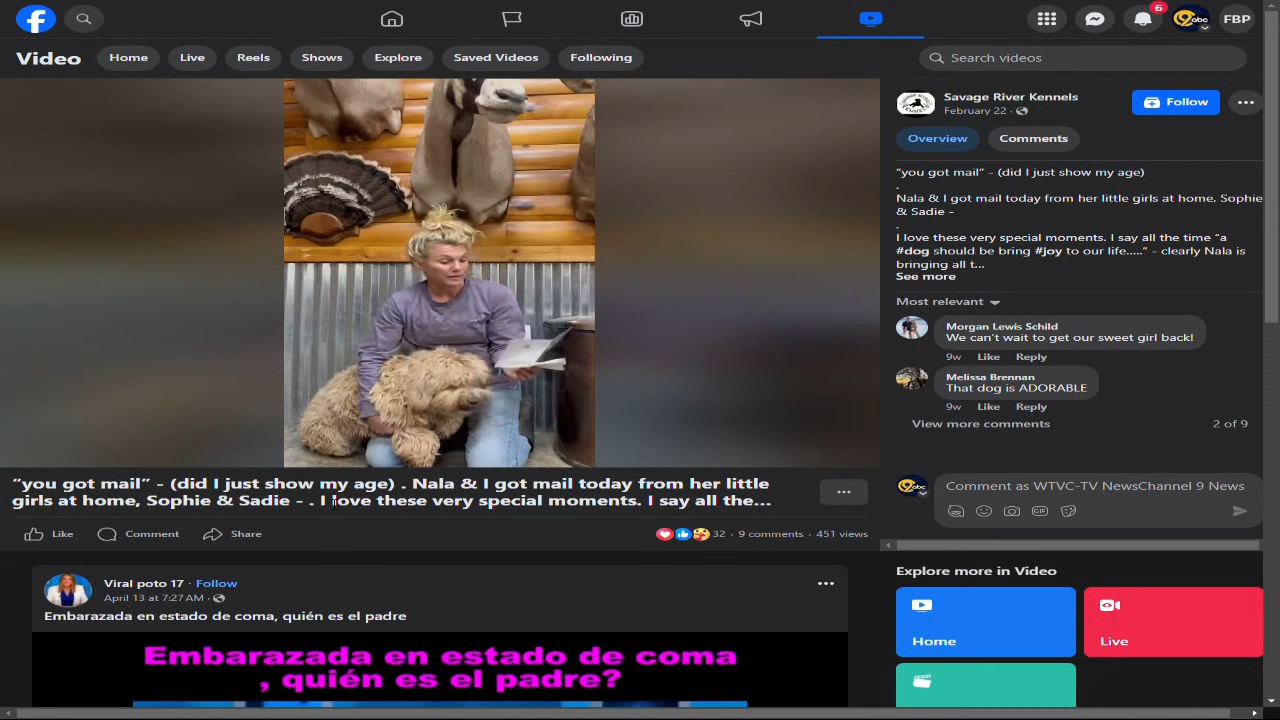 6
9 abc
FBP
Video
Home
Live
Reels
Shows
Explore
Saved Videos
Following
Search videos
Savage River Kennels
February 22 ·
Follow
Overview
Comments
"you got mail" - (did I just show my age)
.
Nala & I got mail today from her little girls at home, Sophie
& Sadie -
.
I love these very special moments. I say all the time "a
#dog should be bring #joy to our life....." - clearly Nala is
bringing all t...
See more
Most relevant
Morgan Lewis Schild
We can't wait to get our sweet girl back!
9w Like Reply
Melissa Brennan
That dog is ADORABLE
9w Like Reply
View more comments
2 of 9
Comment as WTVC-TV NewsChannel 9 News
GIF
"you got mail" - (did I just show my age) . Nala & I got mail today from her little
girls at home, Sophie & Sadie - . I love these very special moments. I say all the...
Like
Comment
Share
32 · 9 comments · 451 views
Viral poto 17 · Follow
April 13 at 7:27 AM ·
Embarazada en estado de coma, quién es el padre
Embarazada en estado de coma
, quién es el padre?
Explore more in Video
Home
Live